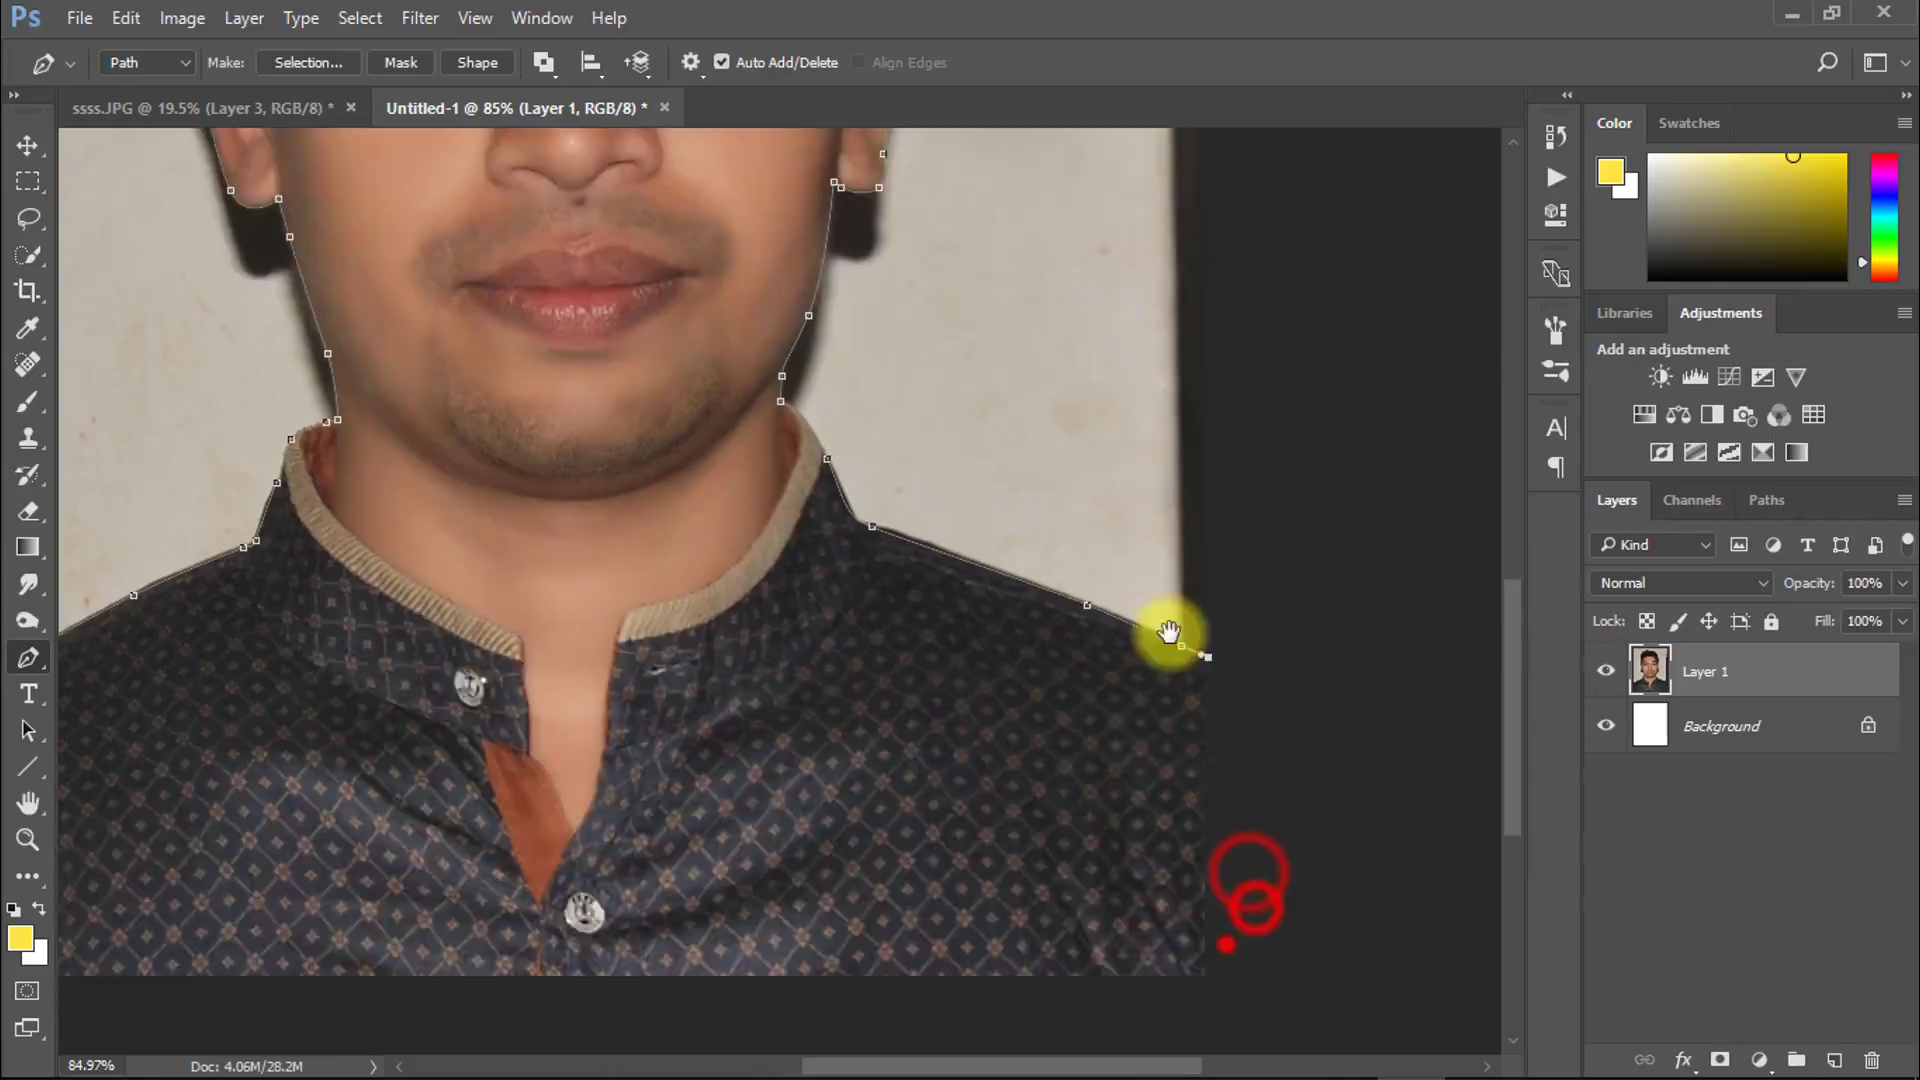 Ps File Edit Image Layer Type Select Filter View Window Help
Path Make: Selection... Mask Shape Auto Add/Delete Align Edges
ssss.JPG @ 19.5% (Layer 3, RGB/8) * Untitled-1 @ 85% (Layer 1, RGB/8) *
Color Swatches
Libraries Adjustments
Add an adjustment
Layers Channels Paths
Kind
Normal Opacity: 100%
Lock: Fill: 100%
Layer 1
Background
84.97% Doc: 4.06M/28.2M